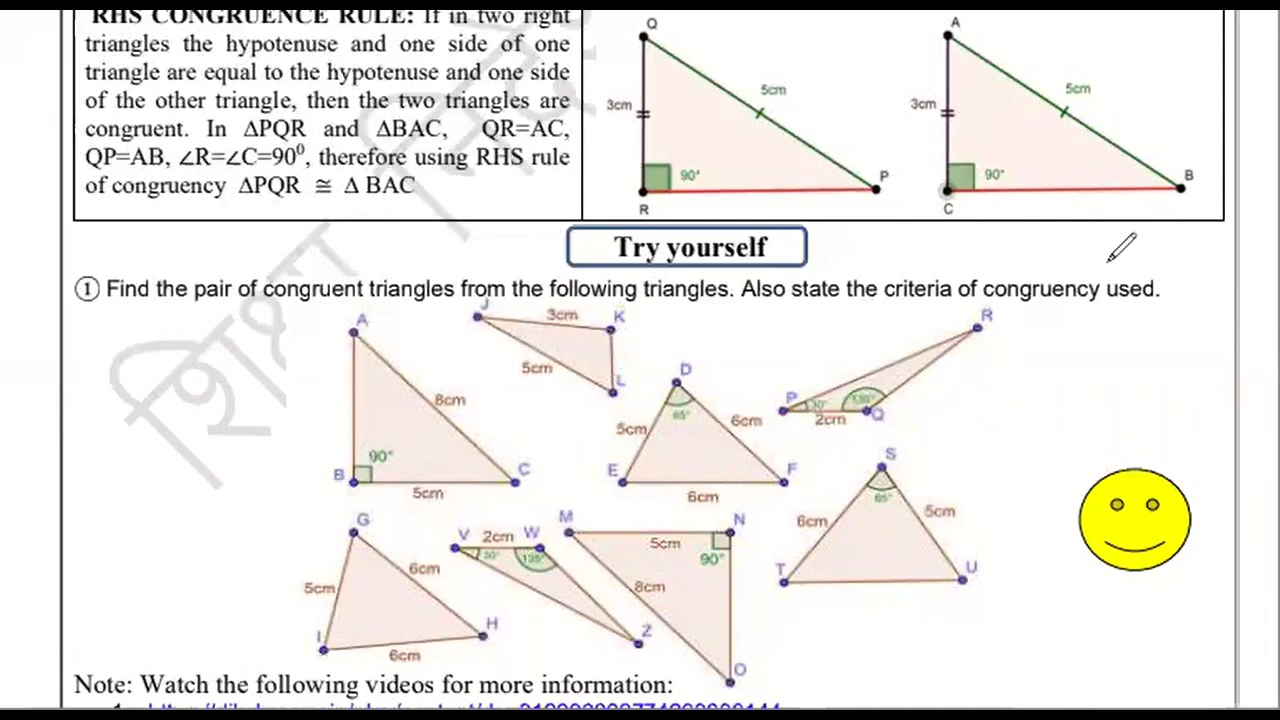 RHS CONGRUENCE RULE: If in two right
triangles the hypotenuse and one side of one
triangle are equal to the hypotenuse and one side
of the other triangle, then the two triangles are
congruent. In ΔPQR and ΔBAC, QR=AC,
QP=AB, ∠R=∠C=90⁰, therefore using RHS rule
of congruency ΔPQR ≅ Δ BAC
Q
3cm
5cm
90°
P
R
A
3cm
5cm
90°
B
C
Try yourself
① Find the pair of congruent triangles from the following triangles. Also state the criteria of congruency used.
A
8cm
90°
B
C
5cm
J
3cm
K
5cm
L
D
65°
5cm
6cm
E
F
6cm
R
P
30°
135°
2cm
Q
S
65°
6cm
5cm
T
U
G
5cm
6cm
H
I
6cm
V
2cm
W
30°
135°
Z
M
N
5cm
90°
8cm
O
Note: Watch the following videos for more information: